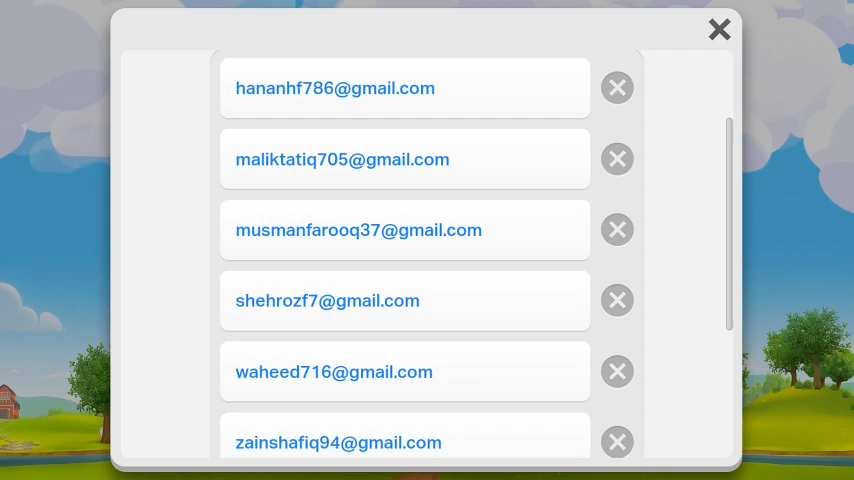 hananhf786@gmail.com
maliktatiq705@gmail.com
musmanfarooq37@gmail.com
shehrozf7@gmail.com
waheed716@gmail.com
zainshafiq94@gmail.com